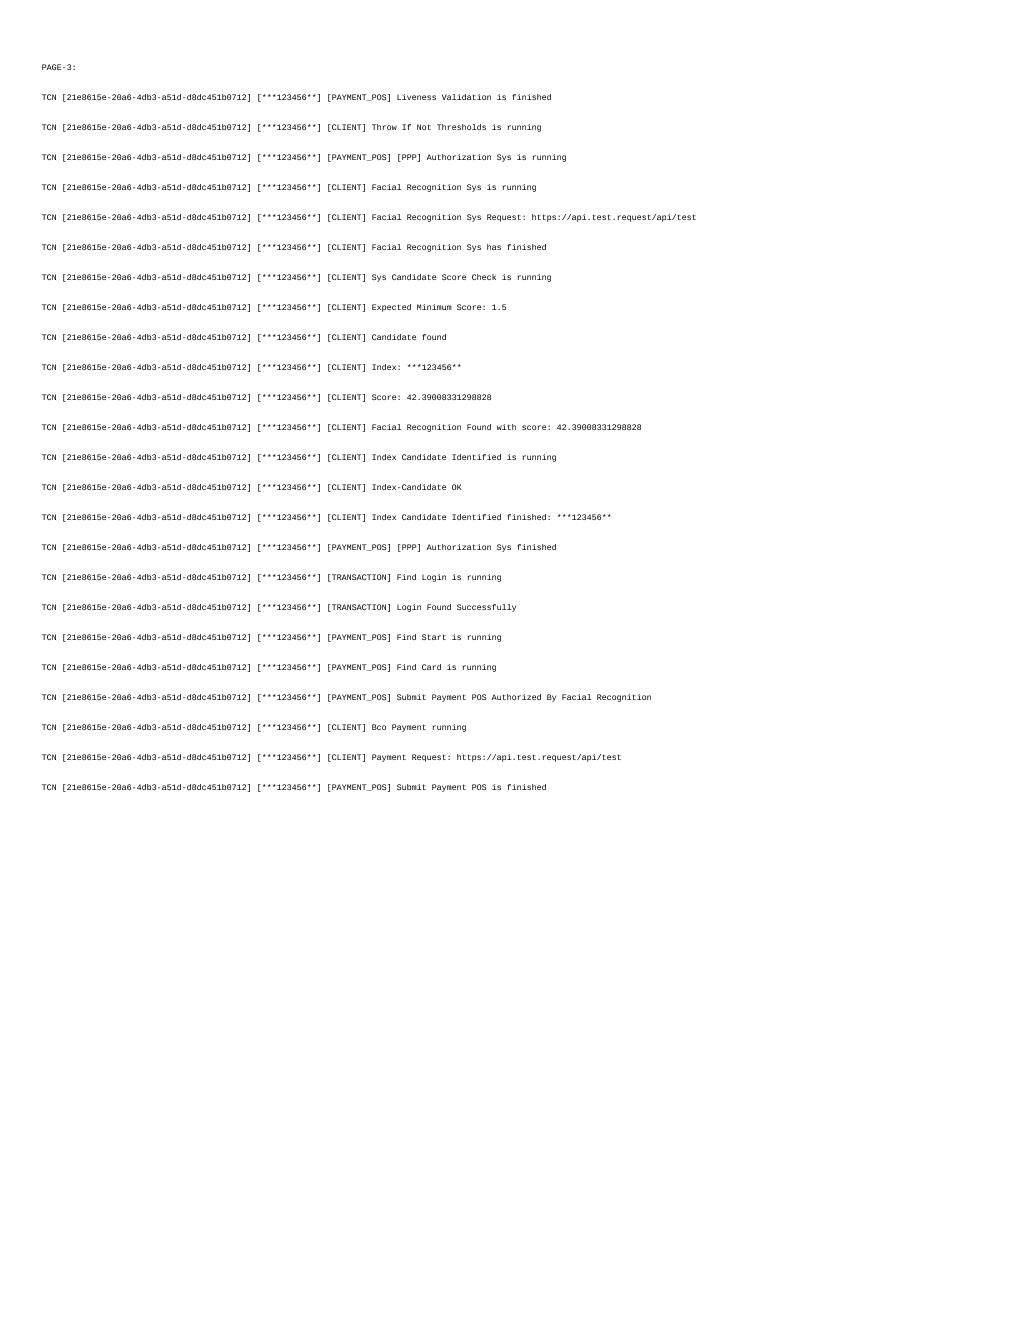 PAGE-3:
TCN [21e8615e-20a6-4db3-a51d-d8dc451b0712] [***123456**] [PAYMENT_POS] Liveness Validation is finished
TCN [21e8615e-20a6-4db3-a51d-d8dc451b0712] [***123456**] [CLIENT] Throw If Not Thresholds is running
TCN [21e8615e-20a6-4db3-a51d-d8dc451b0712] [***123456**] [PAYMENT_POS] [PPP] Authorization Sys is running
TCN [21e8615e-20a6-4db3-a51d-d8dc451b0712] [***123456**] [CLIENT] Facial Recognition Sys is running
TCN [21e8615e-20a6-4db3-a51d-d8dc451b0712] [***123456**] [CLIENT] Facial Recognition Sys Request: https://api.test.request/api/test
TCN [21e8615e-20a6-4db3-a51d-d8dc451b0712] [***123456**] [CLIENT] Facial Recognition Sys has finished
TCN [21e8615e-20a6-4db3-a51d-d8dc451b0712] [***123456**] [CLIENT] Sys Candidate Score Check is running
TCN [21e8615e-20a6-4db3-a51d-d8dc451b0712] [***123456**] [CLIENT] Expected Minimum Score: 1.5
TCN [21e8615e-20a6-4db3-a51d-d8dc451b0712] [***123456**] [CLIENT] Candidate found
TCN [21e8615e-20a6-4db3-a51d-d8dc451b0712] [***123456**] [CLIENT] Index: ***123456**
TCN [21e8615e-20a6-4db3-a51d-d8dc451b0712] [***123456**] [CLIENT] Score: 42.39008331298828
TCN [21e8615e-20a6-4db3-a51d-d8dc451b0712] [***123456**] [CLIENT] Facial Recognition Found with score: 42.39008331298828
TCN [21e8615e-20a6-4db3-a51d-d8dc451b0712] [***123456**] [CLIENT] Index Candidate Identified is running
TCN [21e8615e-20a6-4db3-a51d-d8dc451b0712] [***123456**] [CLIENT] Index-Candidate OK
TCN [21e8615e-20a6-4db3-a51d-d8dc451b0712] [***123456**] [CLIENT] Index Candidate Identified finished: ***123456**
TCN [21e8615e-20a6-4db3-a51d-d8dc451b0712] [***123456**] [PAYMENT_POS] [PPP] Authorization Sys finished
TCN [21e8615e-20a6-4db3-a51d-d8dc451b0712] [***123456**] [TRANSACTION] Find Login is running
TCN [21e8615e-20a6-4db3-a51d-d8dc451b0712] [***123456**] [TRANSACTION] Login Found Successfully
TCN [21e8615e-20a6-4db3-a51d-d8dc451b0712] [***123456**] [PAYMENT_POS] Find Start is running
TCN [21e8615e-20a6-4db3-a51d-d8dc451b0712] [***123456**] [PAYMENT_POS] Find Card is running
TCN [21e8615e-20a6-4db3-a51d-d8dc451b0712] [***123456**] [PAYMENT_POS] Submit Payment POS Authorized By Facial Recognition
TCN [21e8615e-20a6-4db3-a51d-d8dc451b0712] [***123456**] [CLIENT] Bco Payment running
TCN [21e8615e-20a6-4db3-a51d-d8dc451b0712] [***123456**] [CLIENT] Payment Request: https://api.test.request/api/test
TCN [21e8615e-20a6-4db3-a51d-d8dc451b0712] [***123456**] [PAYMENT_POS] Submit Payment POS is finished